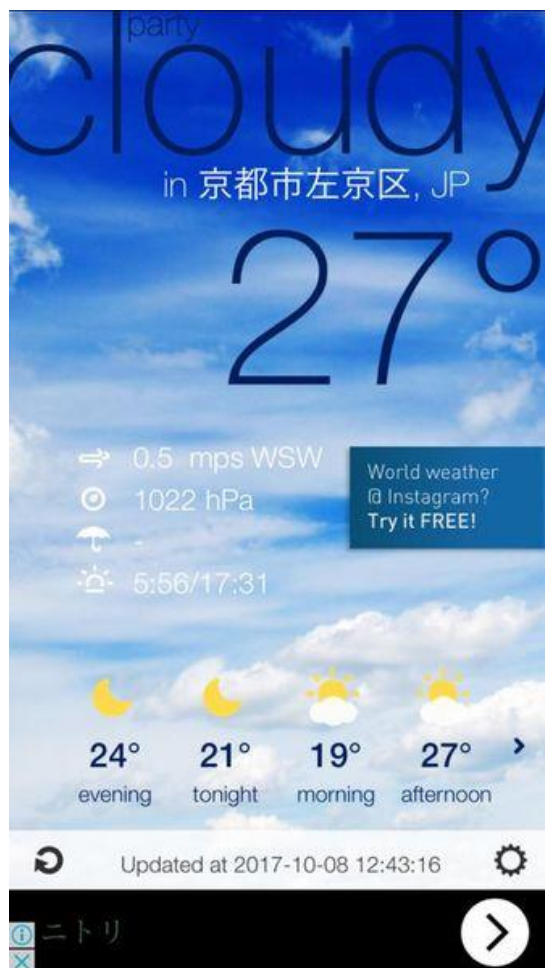 party
cloudy
in 京都市左京区, JP
27°
0.5 mps WSW
1022 hPa
-
5:56/17:31
World weather
@ Instagram?
Try it FREE!
24° 21° 19° 27°
evening tonight morning afternoon
Updated at 2017-10-08 12:43:16
ニトリ